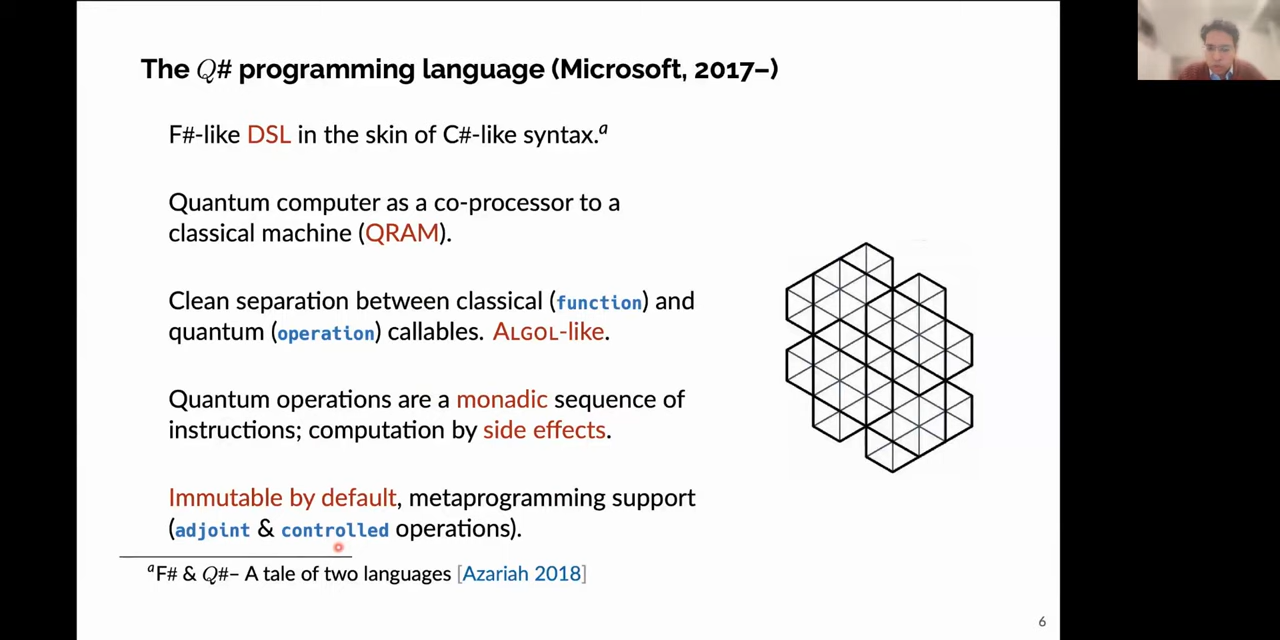 The Q# programming language (Microsoft, 2017–)
F#-like DSL in the skin of C#-like syntax.ᵃ
Quantum computer as a co-processor to a
classical machine (QRAM).
Clean separation between classical (function) and
quantum (operation) callables. ALGOL-like.
Quantum operations are a monadic sequence of
instructions; computation by side effects.
Immutable by default, metaprogramming support
(adjoint & controlled operations).
ᵃF# & Q#– A tale of two languages [Azariah 2018]
6